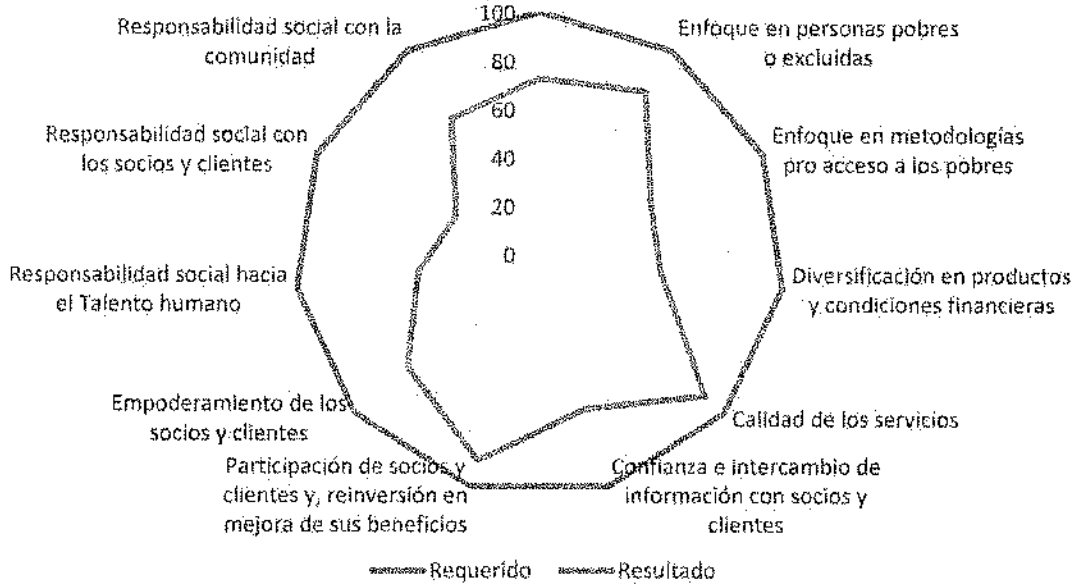 100
80
60
40
20
0
Enfoque en personas pobres
o excluidas
Enfoque en metodologías
pro acceso a los pobres
Diversificación en productos
y condiciones financieras
Calidad de los servicios
Confianza e intercambio de
información con socios y
clientes
Participación de socios y
clientes y, reinversión en
mejora de sus beneficios
Empoderamiento de los
socios y clientes
Responsabilidad social hacia
el Talento humano
Responsabilidad social con
los socios y clientes
Responsabilidad social con la
comunidad
Requerido
Resultado